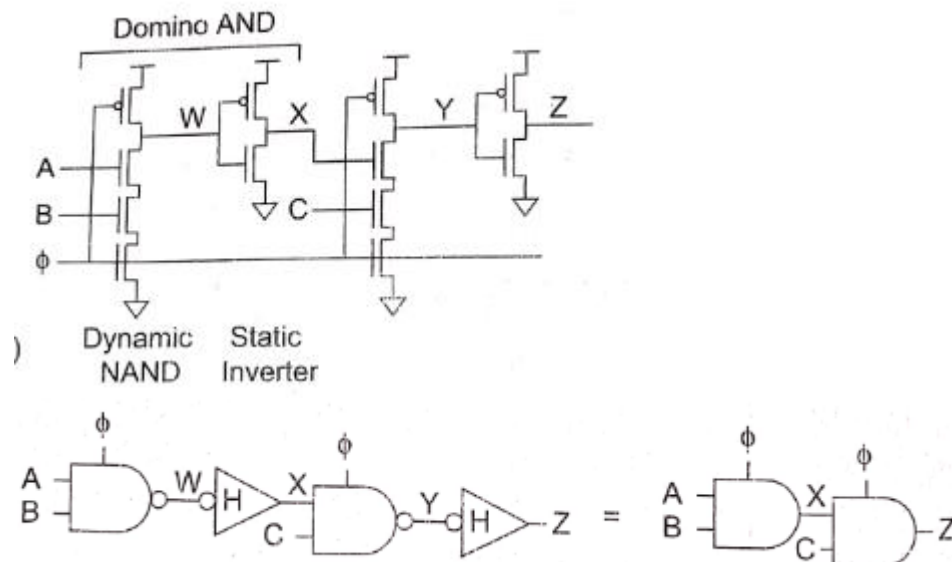 Domino AND
W X Y Z
A
B C
ϕ
) Dynamic Static
NAND Inverter
ϕ ϕ ϕ ϕ
A W H X Y H Z = A X Z
B C B C